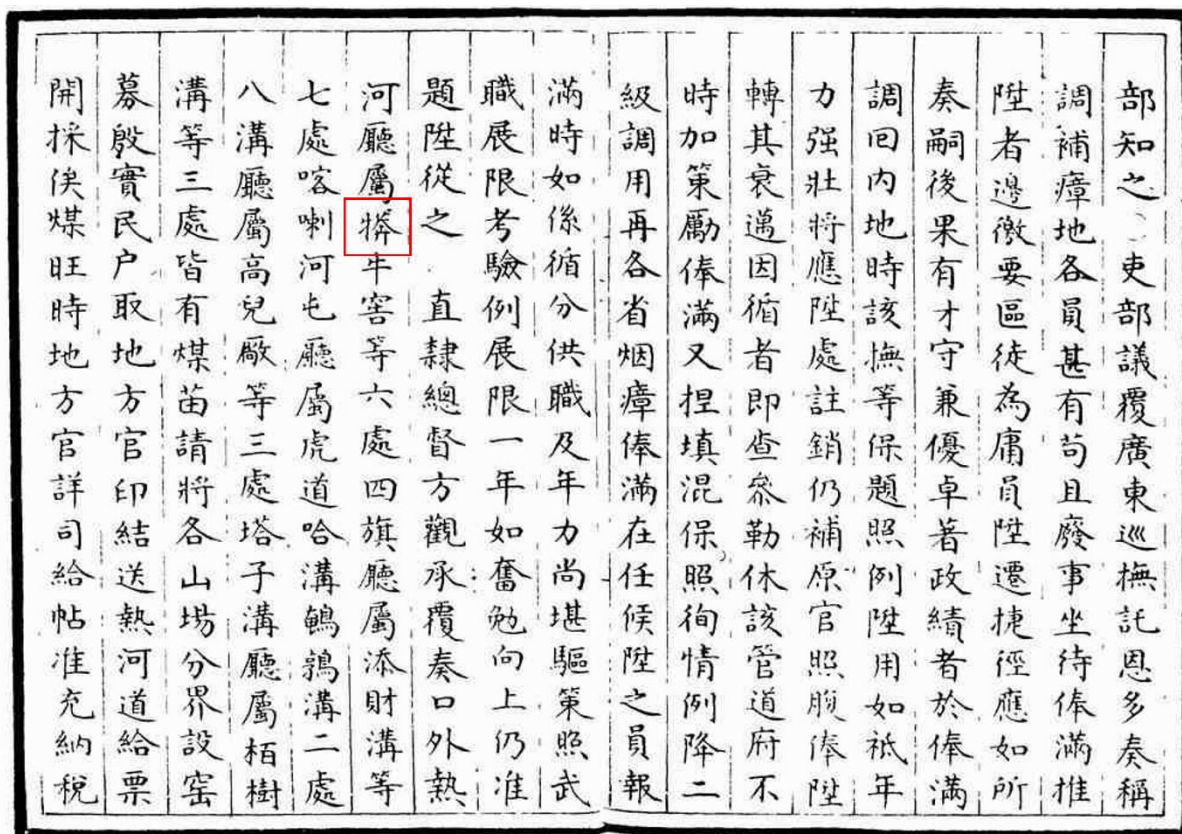 部知之吏部議覆廣東巡撫託恩多奏稱
調補瘴地各員甚有苟且廢事坐待俸滿推
陞者邊徼要區徒為庸員陞遷捷徑應如所
奏嗣後果有才守兼優卓著政績者於俸滿
調回内地時該撫等保題照例陞用如祗年
力强壯將應陞處註銷仍補原官照腹俸陞
轉其衰邁因循者即查叅勒休該管道府不
時加策勵俸滿又捏填混保照徇情例降二
級調用再各省烟瘴俸滿在任候陞之員報
滿時如係循分供職及年力尚堪驅策照武
職展限考驗例展限一年如奮勉向上仍准
題陞從之　直隸總督方觀承覆奏口外熱
河廳屬牛窖等六處四旗廳屬添財溝等
七處喀喇河屯廳屬虎道哈溝鵪鶉溝二處
八溝廳屬高兒廠等三處塔子溝廳屬栢樹
溝等三處皆有煤苗請將各山場分界設窑
募殷實民户取地方官印結送熱河道給票
開採俟煤旺時地方官詳司給帖准充納稅